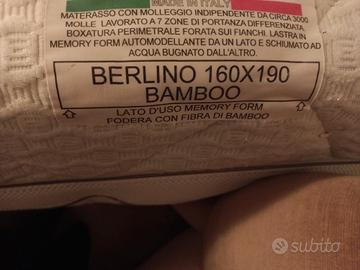 MADE IN ITALY
MATERASSO CON MOLLEGGIO INDIPENDENTE DA CIRCA 3000
MOLLE LAVORATO A 7 ZONE DI PORTANZA DIFFERENZIATA.
BOXATURA PERIMETRALE FORATA SUI FIANCHI. LASTRA IN
MEMORY FORM AUTOMODELLANTE DA UN LATO E SCHIUMATO AD
ACQUA BUGNATO DALL'ALTRO.
BERLINO 160X190
BAMBOO
LATO D'USO MEMORY FORM
FODERA CON FIBRA DI BAMBOO
subito